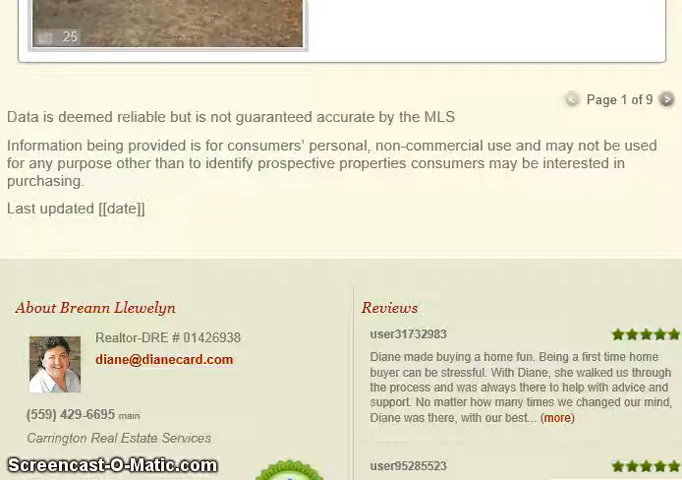 25
Page 1 of 9
Data is deemed reliable but is not guaranteed accurate by the MLS
Information being provided is for consumers' personal, non-commercial use and may not be used
for any purpose other than to identify prospective properties consumers may be interested in
purchasing.
Last updated [[date]]
About Breann Llewelyn
Realtor-DRE # 01426938
diane@dianecard.com
(559) 429-6695 main
Carrington Real Estate Services
Reviews
user31732983
Diane made buying a home fun. Being a first time home
buyer can be stressful. With Diane, she walked us through
the process and was always there to help with advice and
support. No matter how many times we changed our mind,
Diane was there, with our best... (more)
user95285523
Screencast-O-Matic.com